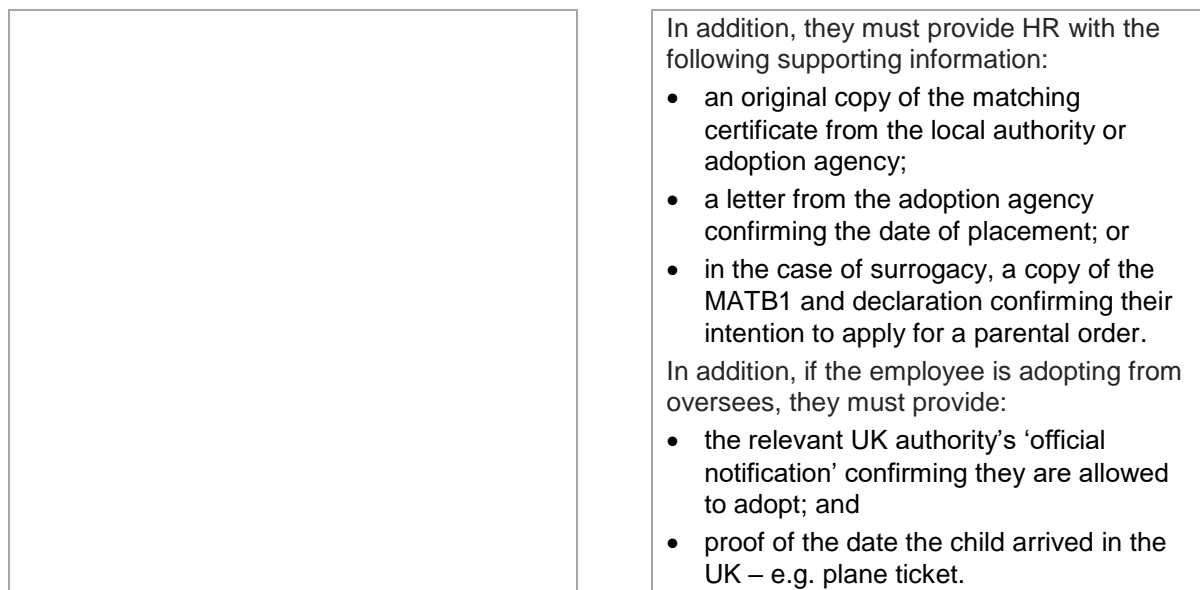 In addition, they must provide HR with the
following supporting information:
• an original copy of the matching
certificate from the local authority or
adoption agency;
• a letter from the adoption agency
confirming the date of placement; or
• in the case of surrogacy, a copy of the
MATB1 and declaration confirming their
intention to apply for a parental order.
In addition, if the employee is adopting from
oversees, they must provide:
• the relevant UK authority’s ‘official
notification’ confirming they are allowed
to adopt; and
• proof of the date the child arrived in the
UK – e.g. plane ticket.